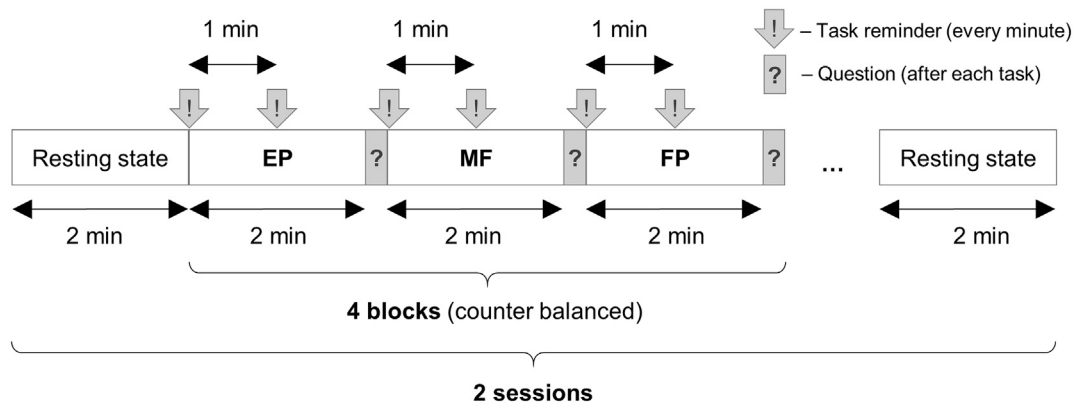 1 min 1 min 1 min
! – Task reminder (every minute)
? – Question (after each task)
! ! ! ! ! !
Resting state EP ? MF ? FP ? ... Resting state
2 min 2 min 2 min 2 min 2 min
4 blocks (counter balanced)
2 sessions